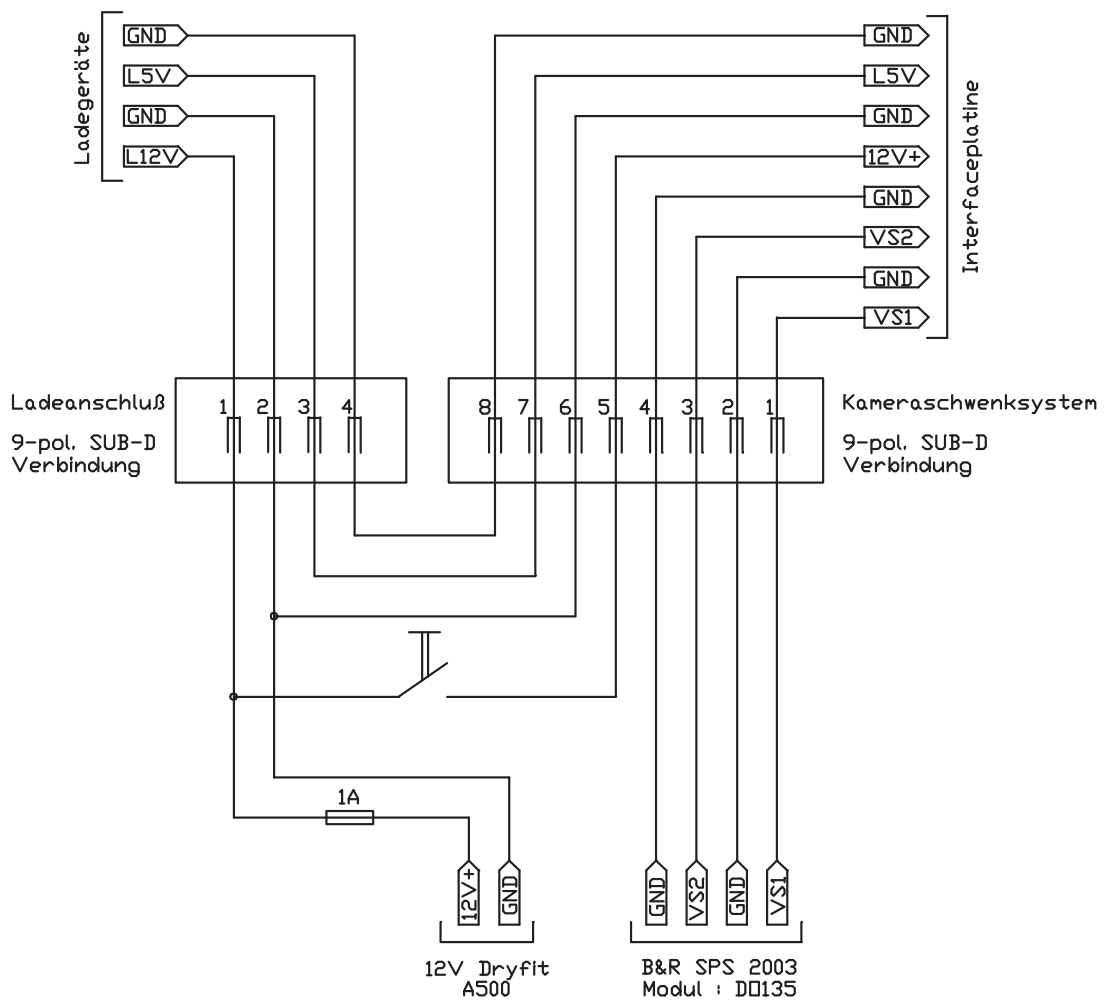 Ladegeräte
GND
L5V
GND
L12V
GND
L5V
GND
12V+
GND
VS2
GND
VS1
Interfaceplatine
Ladeanschluß
9-pol. SUB-D
Verbindung
1 2 3 4
8 7 6 5 4 3 2 1
Kameraschwenksystem
9-pol. SUB-D
Verbindung
1A
12V+
GND
GND
VS2
GND
VS1
12V Dryfit
A500
B&R SPS 2003
Modul : DO135